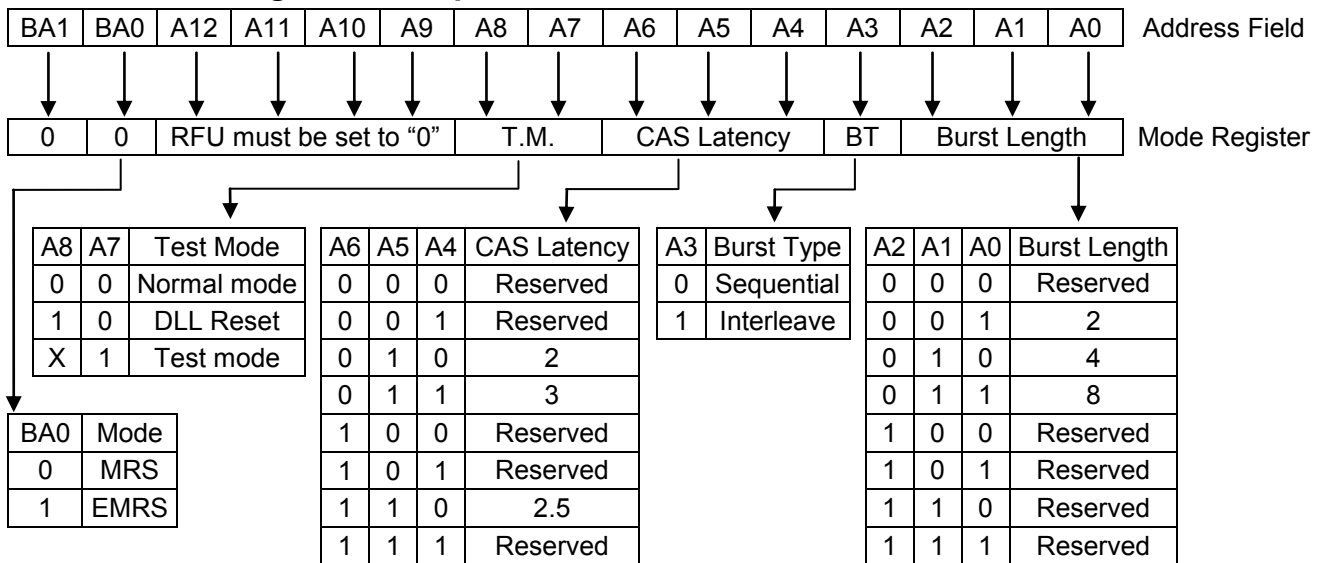 BA1 BA0 A12 A11 A10 A9 A8 A7 A6 A5 A4 A3 A2 A1 A0 Address Field
0 0 RFU must be set to “0” T.M. CAS Latency BT Burst Length Mode Register
A8 A7 Test Mode
0 0 Normal mode
1 0 DLL Reset
X 1 Test mode
BA0 Mode
0 MRS
1 EMRS
A6 A5 A4 CAS Latency
0 0 0 Reserved
0 0 1 Reserved
0 1 0 2
0 1 1 3
1 0 0 Reserved
1 0 1 Reserved
1 1 0 2.5
1 1 1 Reserved
A3 Burst Type
0 Sequential
1 Interleave
A2 A1 A0 Burst Length
0 0 0 Reserved
0 0 1 2
0 1 0 4
0 1 1 8
1 0 0 Reserved
1 0 1 Reserved
1 1 0 Reserved
1 1 1 Reserved